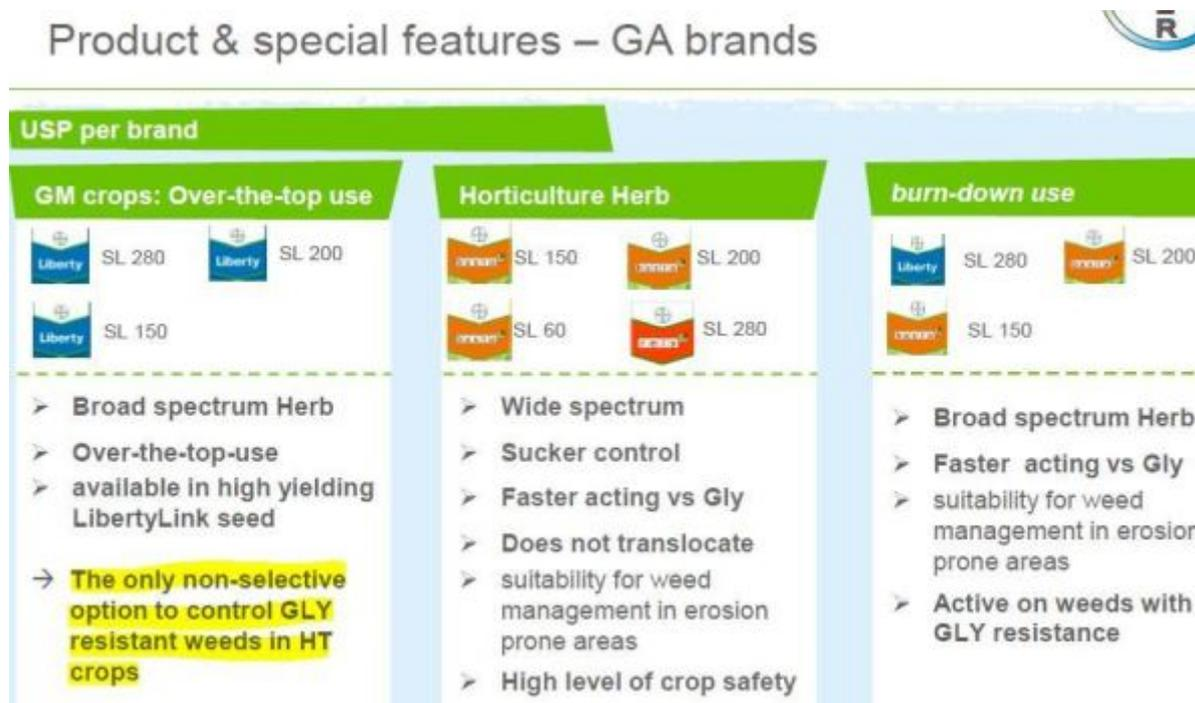 Product & special features – GA brands
R
USP per brand
GM crops: Over-the-top use
Liberty
SL 280
Liberty
SL 200
Liberty
SL 150
➢ Broad spectrum Herb
➢ Over-the-top-use
➢ available in high yielding
LibertyLink seed
→ The only non-selective
option to control GLY
resistant weeds in HT
crops
Horticulture Herb
SL 150
SL 200
SL 60
SL 280
➢ Wide spectrum
➢ Sucker control
➢ Faster acting vs Gly
➢ Does not translocate
➢ suitability for weed
management in erosion
prone areas
➢ High level of crop safety
burn-down use
Liberty
SL 280
SL 200
SL 150
➢ Broad spectrum Herb
➢ Faster acting vs Gly
➢ suitability for weed
management in erosion
prone areas
➢ Active on weeds with
GLY resistance